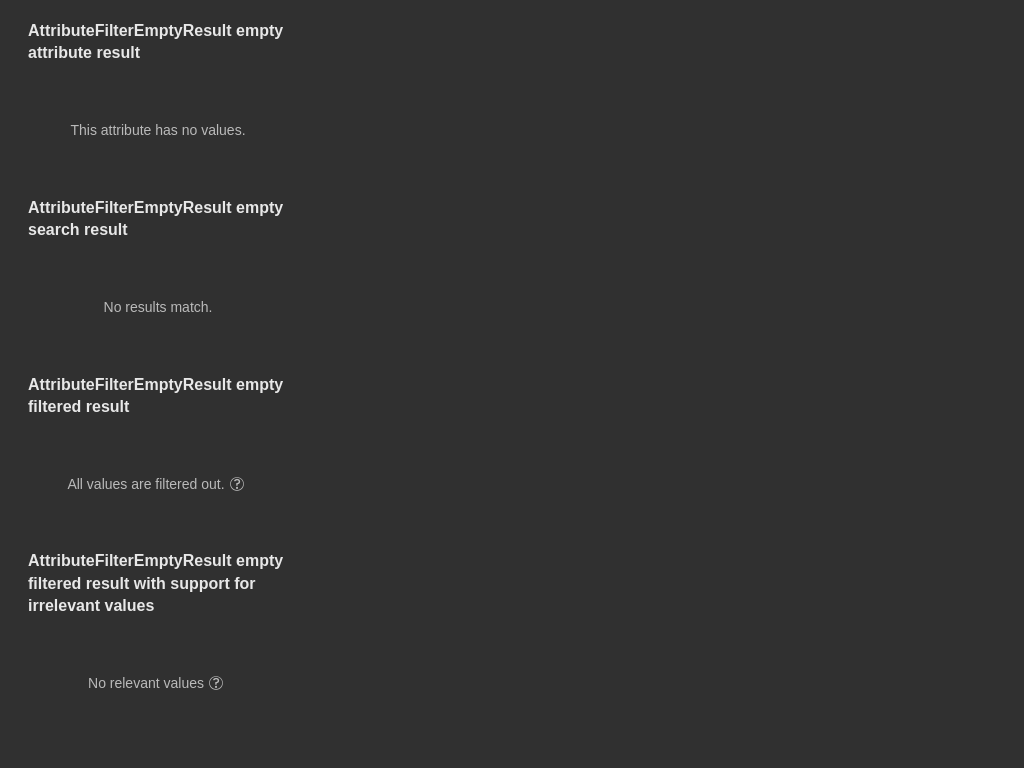 AttributeFilterEmptyResult empty
attribute result
This attribute has no values.
AttributeFilterEmptyResult empty
search result
No results match.
AttributeFilterEmptyResult empty
filtered result
All values are filtered out.
AttributeFilterEmptyResult empty
filtered result with support for
irrelevant values
No relevant values